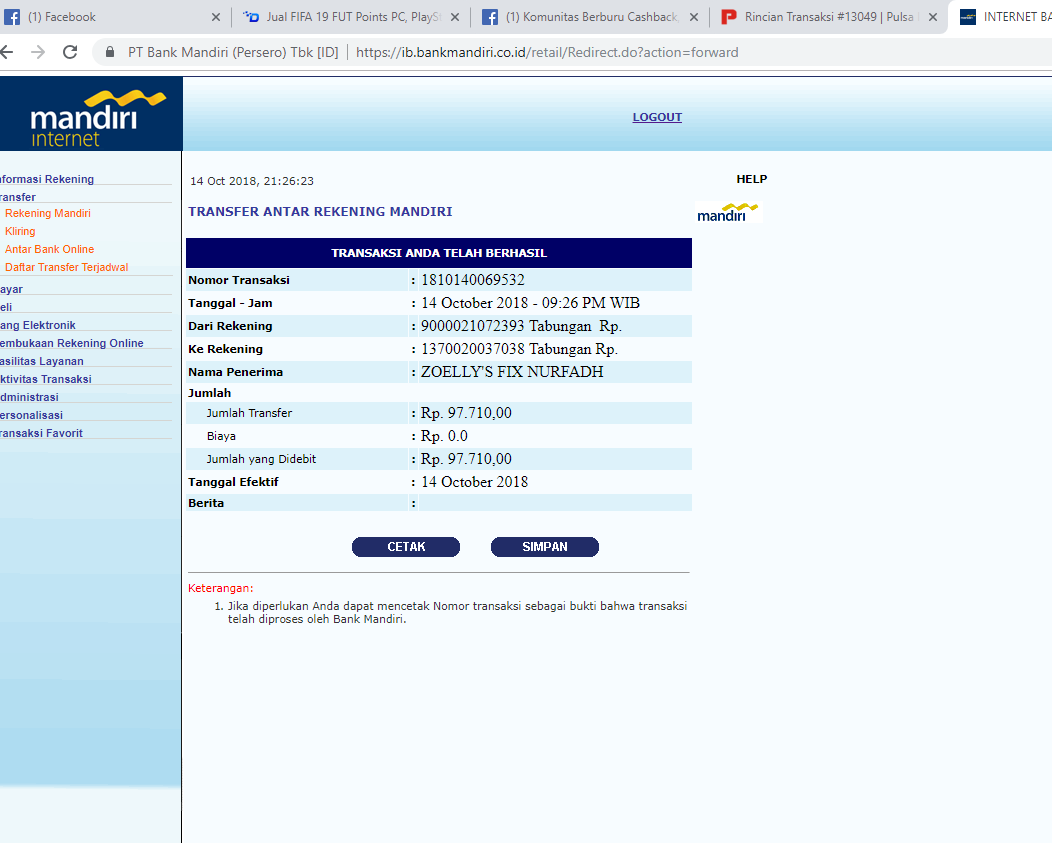 (1) Facebook
Jual FIFA 19 FUT Points PC, PlaySt
(1) Komunitas Berburu Cashback,
Rincian Transaksi #13049 | Pulsa
INTERNET BA
PT Bank Mandiri (Persero) Tbk [ID] | https://ib.bankmandiri.co.id/retail/Redirect.do?action=forward
mandiri
internet
LOGOUT
nformasi Rekening
ransfer
Rekening Mandiri
Kliring
Antar Bank Online
Daftar Transfer Terjadwal
ayar
eli
ang Elektronik
embukaan Rekening Online
asilitas Layanan
ktivitas Transaksi
dministrasi
ersonalisasi
ransaksi Favorit
14 Oct 2018, 21:26:23
HELP
TRANSFER ANTAR REKENING MANDIRI
mandiri
TRANSAKSI ANDA TELAH BERHASIL
Nomor Transaksi : 1810140069532
Tanggal - Jam : 14 October 2018 - 09:26 PM WIB
Dari Rekening : 9000021072393 Tabungan Rp.
Ke Rekening : 1370020037038 Tabungan Rp.
Nama Penerima : ZOELLY'S FIX NURFADH
Jumlah
Jumlah Transfer : Rp. 97.710,00
Biaya : Rp. 0.0
Jumlah yang Didebit : Rp. 97.710,00
Tanggal Efektif : 14 October 2018
Berita :
CETAK
SIMPAN
Keterangan:
1. Jika diperlukan Anda dapat mencetak Nomor transaksi sebagai bukti bahwa transaksi
telah diproses oleh Bank Mandiri.